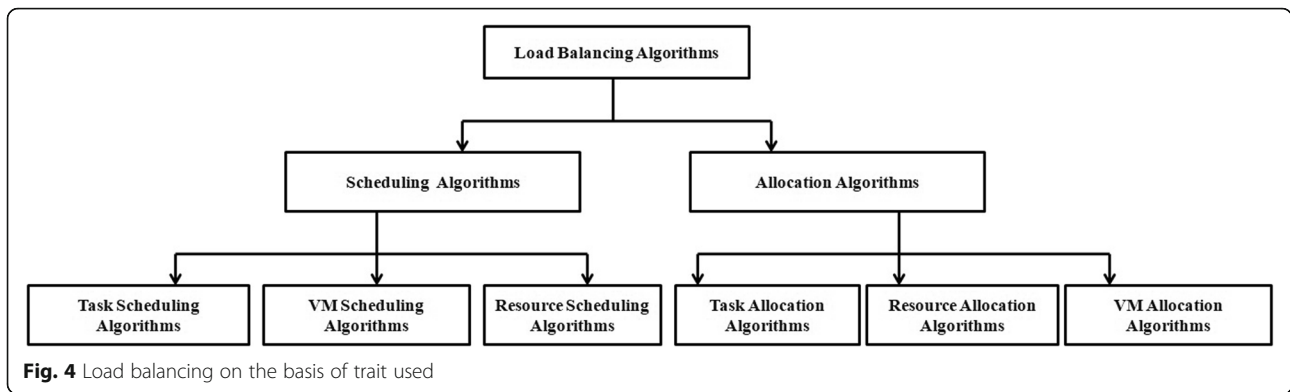 Load Balancing Algorithms
Scheduling Algorithms
Allocation Algorithms
Task Scheduling
Algorithms
VM Scheduling
Algorithms
Resource Scheduling
Algorithms
Task Allocation
Algorithms
Resource Allocation
Algorithms
VM Allocation
Algorithms
Fig. 4 Load balancing on the basis of trait used